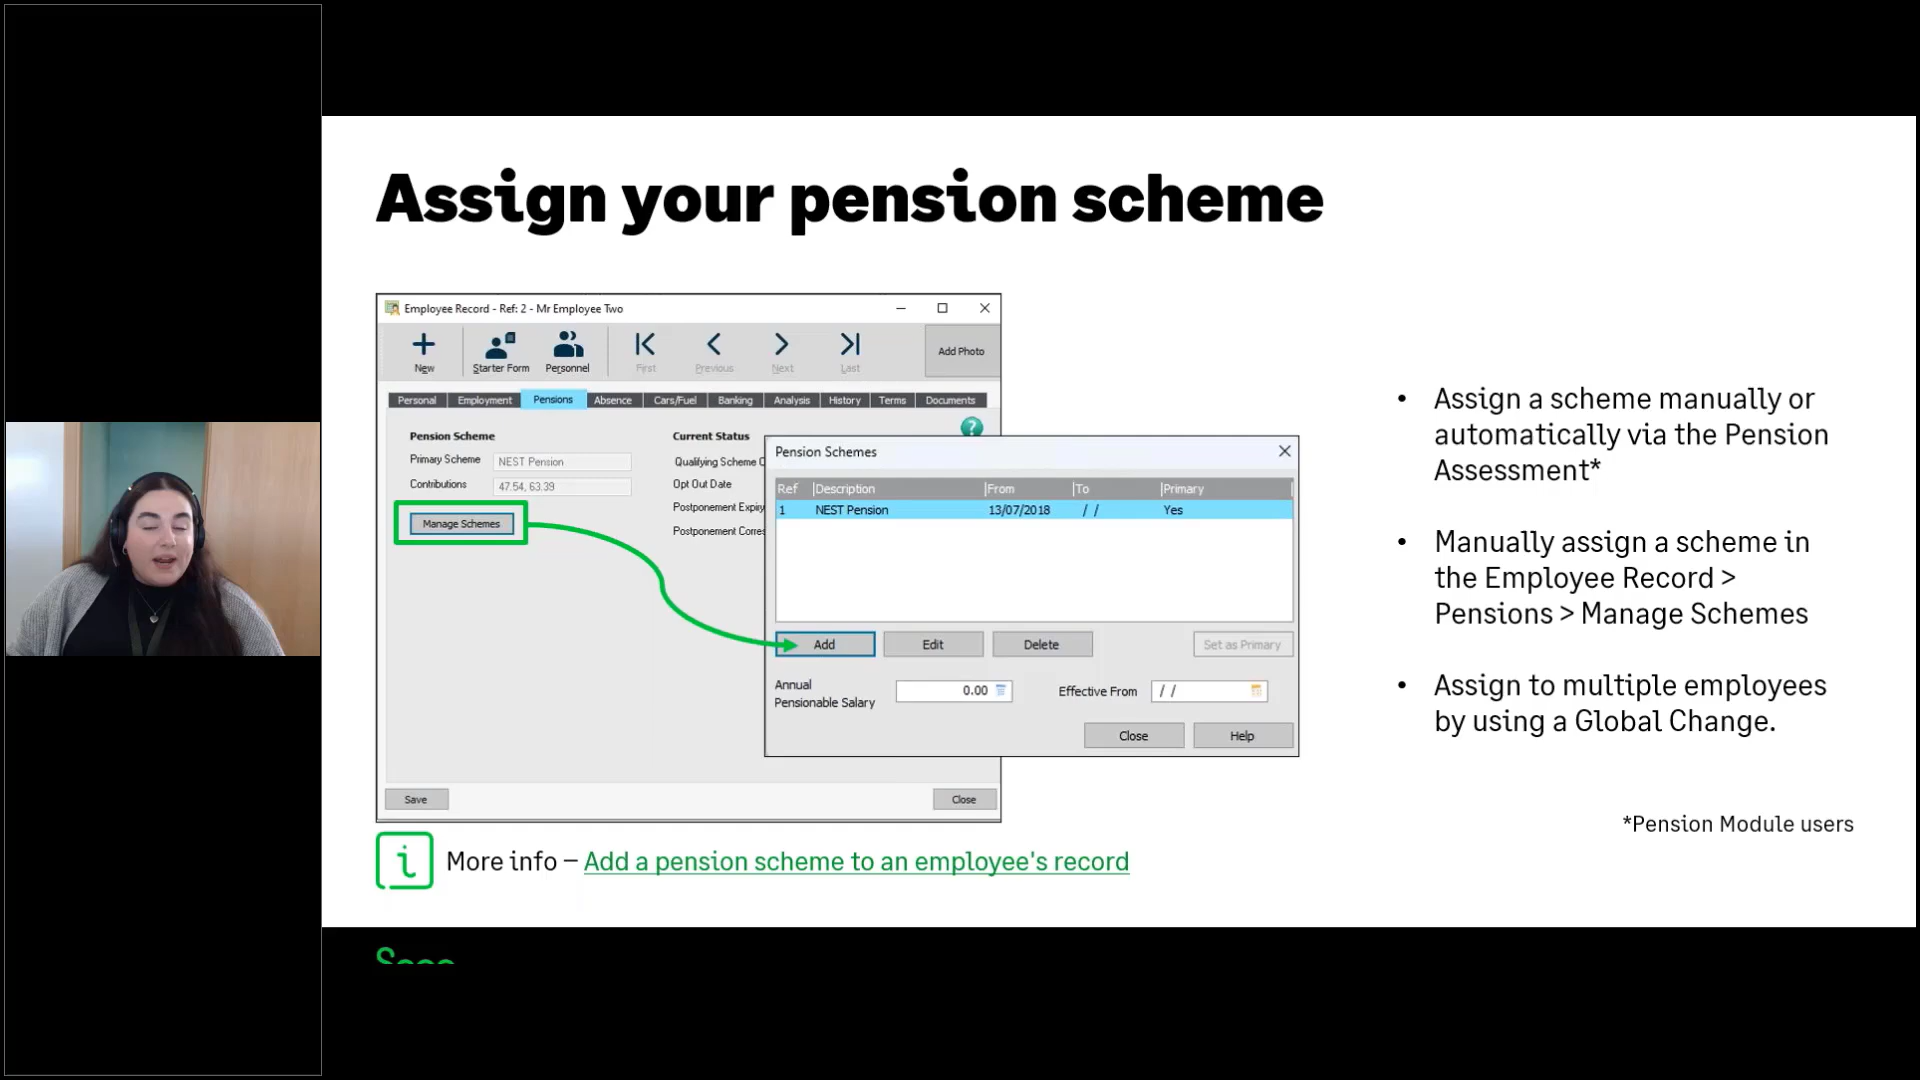 Assign your pension scheme
Employee Record - Ref: 2 - Mr Employee Two
New
Starter Form
Personnel
First
Previous
Next
Last
Add Photo
Personal
Employment
Pensions
Absence
Cars/Fuel
Banking
Analysis
History
Terms
Documents
?
Pension Scheme
Primary Scheme NEST Pension
Contributions 47.54, 63.39
Manage Schemes
Current Status
Qualifying Scheme
Opt Out Date
Postponement Expiry
Postponement
Pension Schemes
Ref Description From To Primary
1 NEST Pension 13/07/2018 / / Yes
Add
Edit
Delete
Set as Primary
Annual
Pensionable Salary
0.00
Effective From / /
Close
Help
Save
Close
• Assign a scheme manually or
automatically via the Pension
Assessment*
• Manually assign a scheme in
the Employee Record >
Pensions > Manage Schemes
• Assign to multiple employees
by using a Global Change.
*Pension Module users
i More info – Add a pension scheme to an employee's record